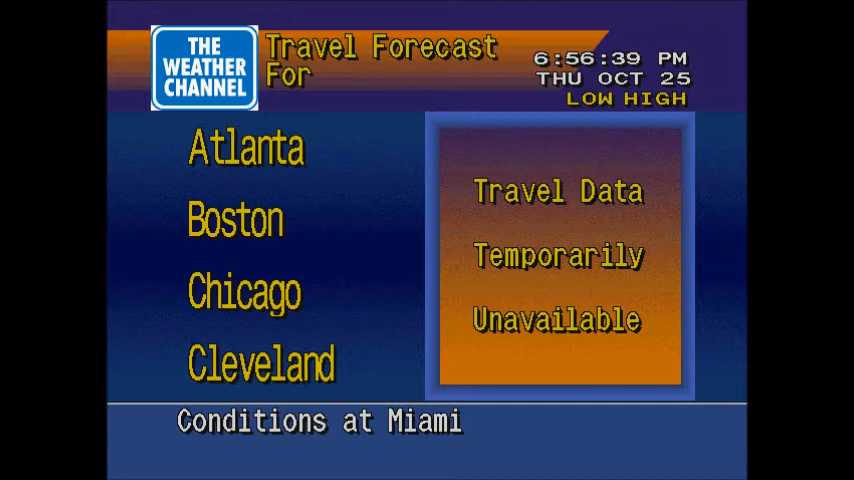 THE
WEATHER
CHANNEL
Travel Forecast
For
6:56:39 PM
THU OCT 25
LOW HIGH
Atlanta
Boston
Chicago
Cleveland
Travel Data
Temporarily
Unavailable
Conditions at Miami